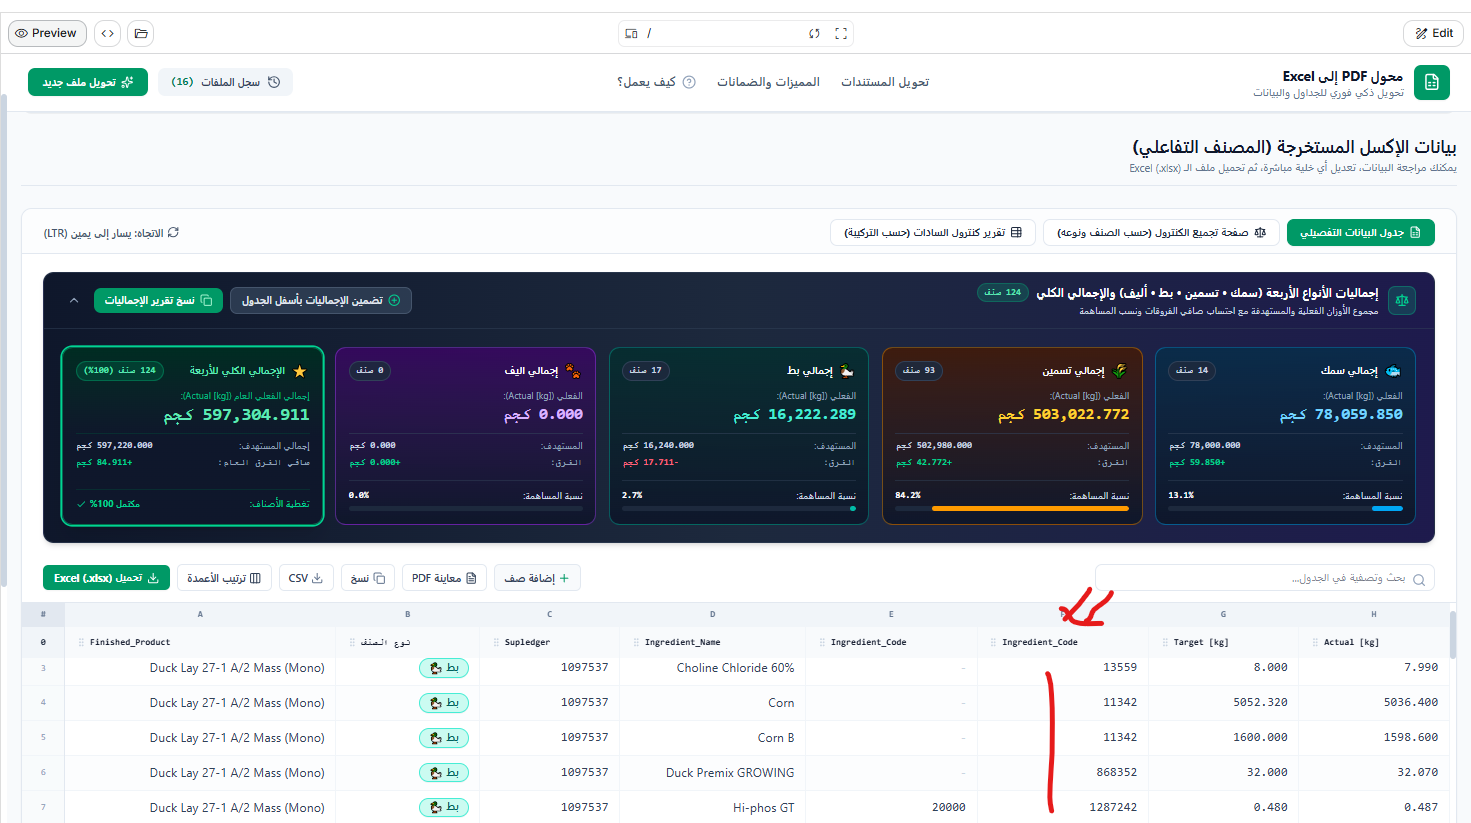 Preview
/
Edit
محول PDF إلى Excel
تحويل ذكي فوري للجداول والبيانات
تحويل المستندات
المميزات والضمانات
كيف يعمل؟
سجل الملفات (16)
تحويل ملف جديد
بيانات الإكسل المستخرجة (المصنف التفاعلي)
يمكنك مراجعة البيانات، تعديل أي خلية مباشرة، ثم تحميل ملف الـ Excel (.xlsx)
جدول البيانات التفصيلي
صفحة تجميع الكنترول (حسب الصنف ونوعه)
تقرير كنترول السادات (حسب التركيبة)
الاتجاه: يسار إلى يمين (LTR)
إجماليات الأنواع الأربعة (سمك • تسمين • بط • أليف) والإجمالي الكلي
124 صنف
مجموع الأوزان الفعلية والمستهدفة مع احتساب صافي الفروقات ونسب المساهمة
تضمين الإجماليات بأسفل الجدول
نسخ تقرير الإجماليات
إجمالي سمك
14 صنف
الفعلي (Actual [kg]):
78,059.850 كجم
المستهدف: 78,000.000 كجم
الفرق: +59.850 كجم
نسبة المساهمة: 13.1%
إجمالي تسمين
93 صنف
الفعلي (Actual [kg]):
503,022.772 كجم
المستهدف: 502,980.000 كجم
الفرق: +42.772 كجم
نسبة المساهمة: 84.2%
إجمالي بط
17 صنف
الفعلي (Actual [kg]):
16,222.289 كجم
المستهدف: 16,240.000 كجم
الفرق: -17.711 كجم
نسبة المساهمة: 2.7%
إجمالي اليف
0 صنف
الفعلي (Actual [kg]):
0.000 كجم
المستهدف: 0.000 كجم
الفرق: +0.000 كجم
نسبة المساهمة: 0.0%
الإجمالي الكلي للأربعة
124 صنف (100%)
إجمالي الفعلي العام (Actual [kg]):
597,304.911 كجم
إجمالي المستهدف: 597,220.000 كجم
صافي الفرق العام: +84.911 كجم
تغطية الأصناف: مكتمل 100%
بحث وتصفية في الجدول...
إضافة صف
معاينة PDF
نسخ
CSV
ترتيب الأعمدة
تحميل Excel (.xlsx)
# A B C D E F G H
0 Finished_Product نوع الصنف Supledger Ingredient_Name Ingredient_Code Ingredient_Code Target [kg] Actual [kg]
3 Duck Lay 27-1 A/2 Mass (Mono) بط 1097537 Choline Chloride 60% - 13559 8.000 7.990
4 Duck Lay 27-1 A/2 Mass (Mono) بط 1097537 Corn - 11342 5052.320 5036.400
5 Duck Lay 27-1 A/2 Mass (Mono) بط 1097537 Corn B - 11342 1600.000 1598.600
6 Duck Lay 27-1 A/2 Mass (Mono) بط 1097537 Duck Premix GROWING - 868352 32.000 32.070
7 Duck Lay 27-1 A/2 Mass (Mono) بط 1097537 Hi-phos GT 20000 1287242 0.480 0.487